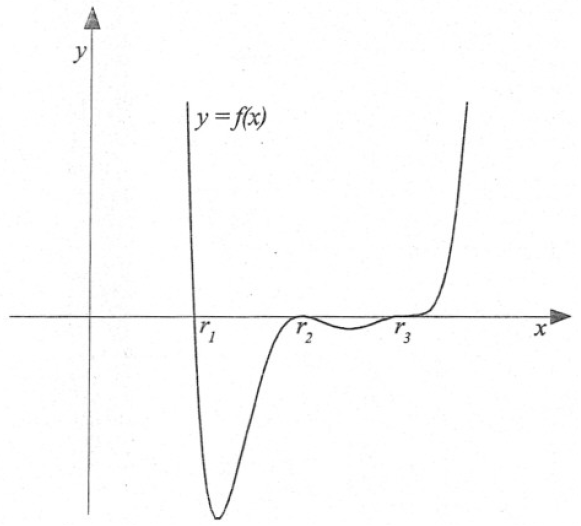 y
y = f(x)
r₁
r₂
r₃
x